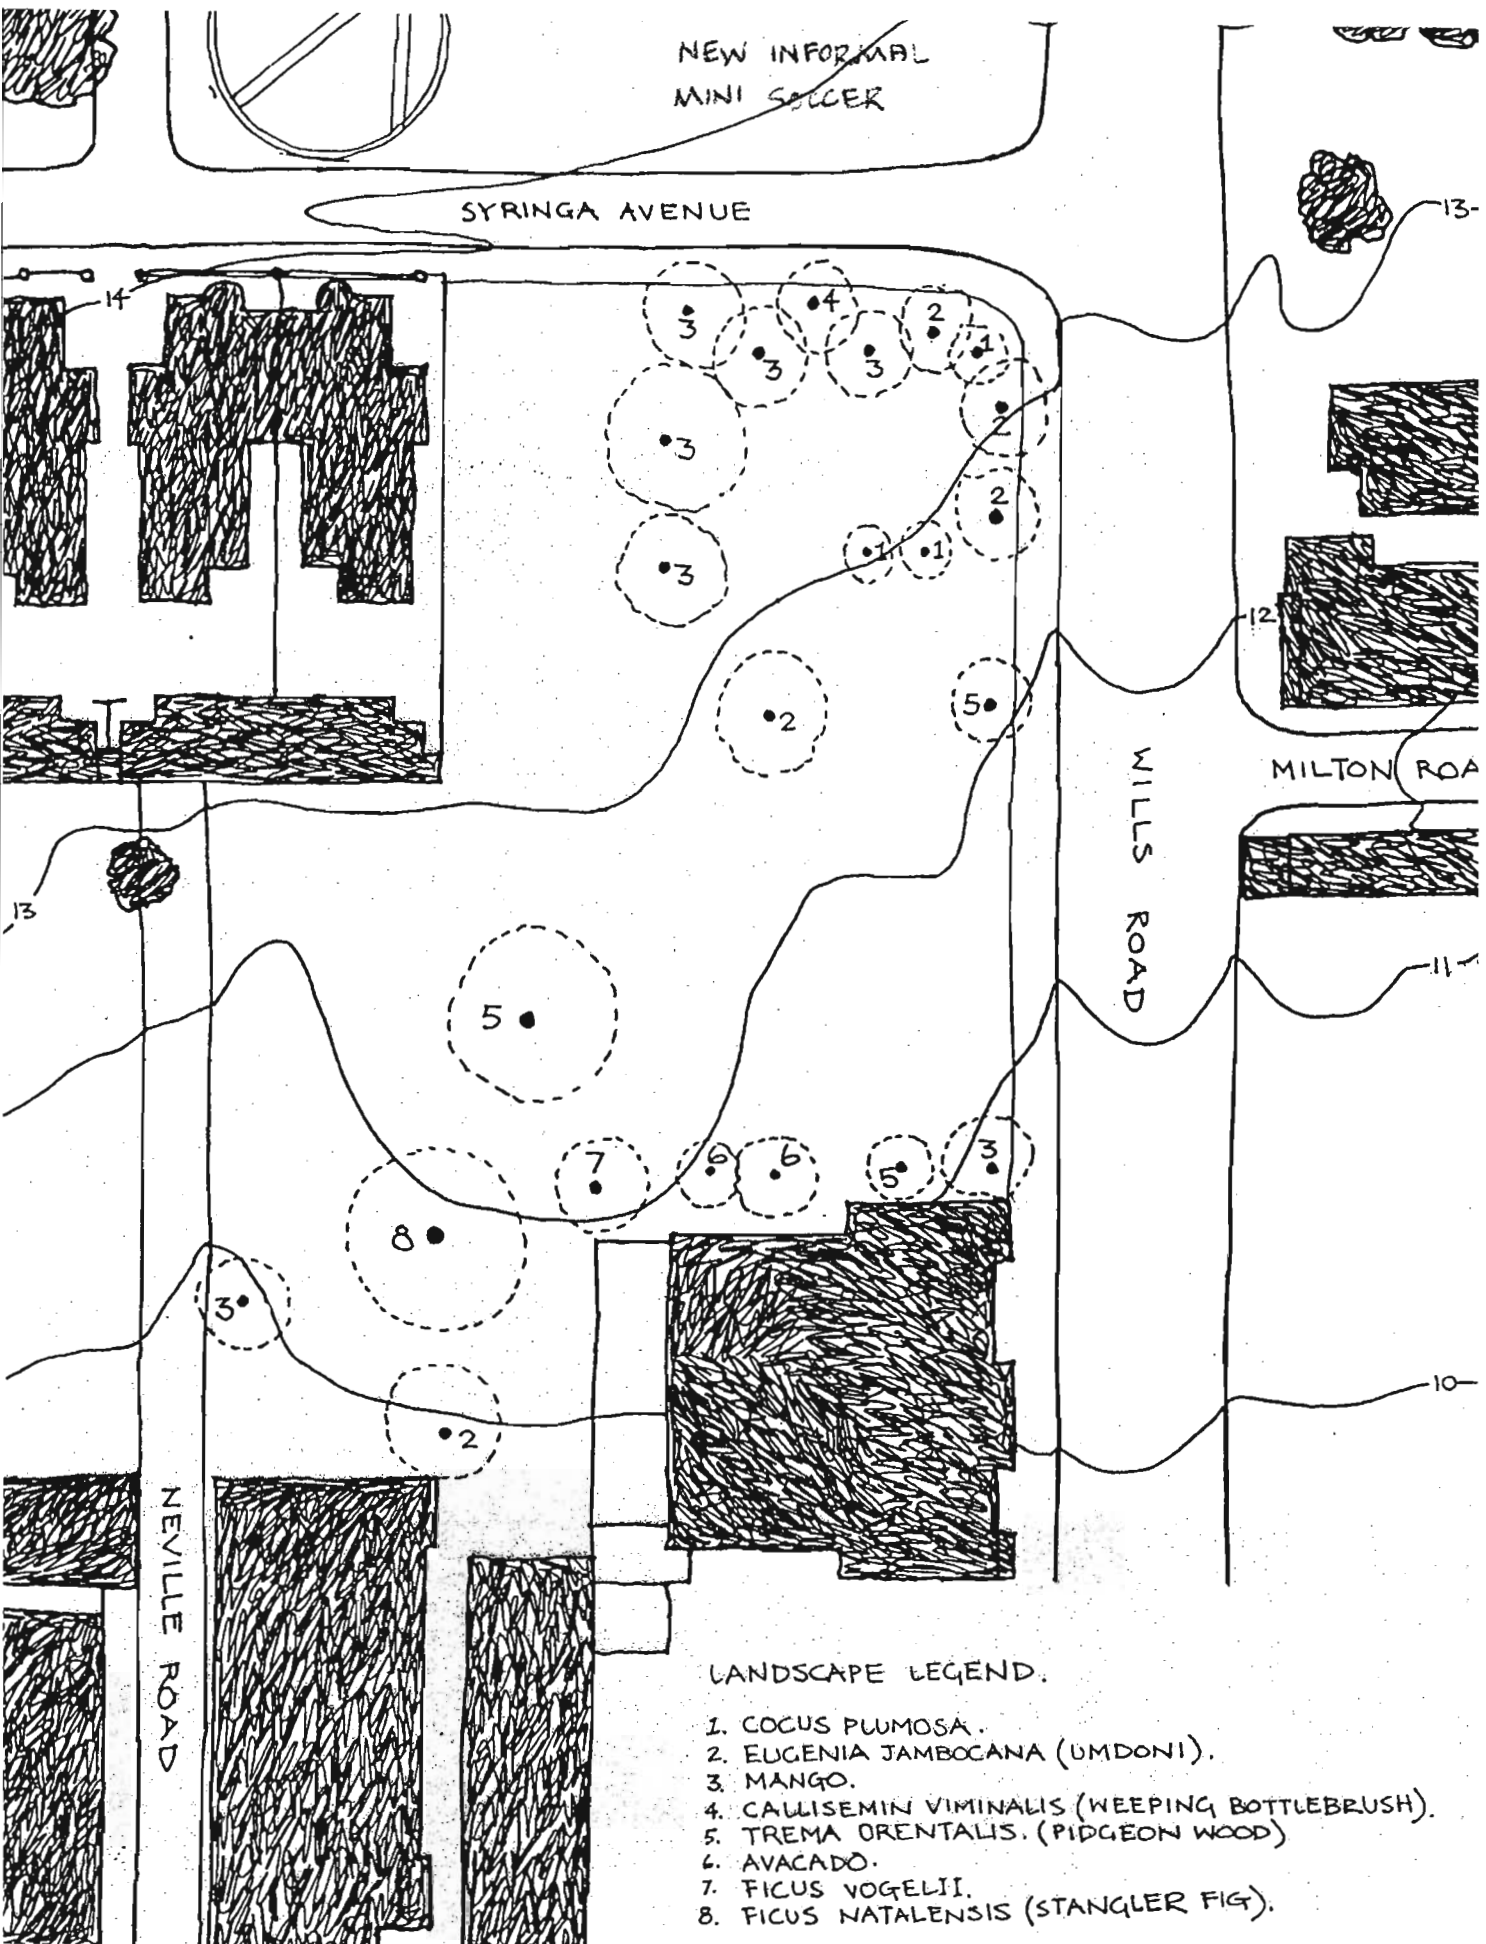 NEW INFORMAL
MINI SOCCER
SYRINGA AVENUE
13
14
3
4
3
3
2
1
2
3
2
1
1
3
12
2
5
WILLS ROAD
MILTON ROA
13
11
5
7
6
6
5
3
8
3
10
2
NEVILLE ROAD
LANDSCAPE LEGEND.
1. COCUS PLUMOSA.
2. EUGENIA JAMBOCANA (UMDONI).
3. MANGO.
4. CALLISEMIN VIMINALIS (WEEPING BOTTLEBRUSH).
5. TREMA ORENTALIS. (PIDGEON WOOD)
6. AVACADO.
7. FICUS VOGELII.
8. FICUS NATALENSIS (STANGLER FIG).